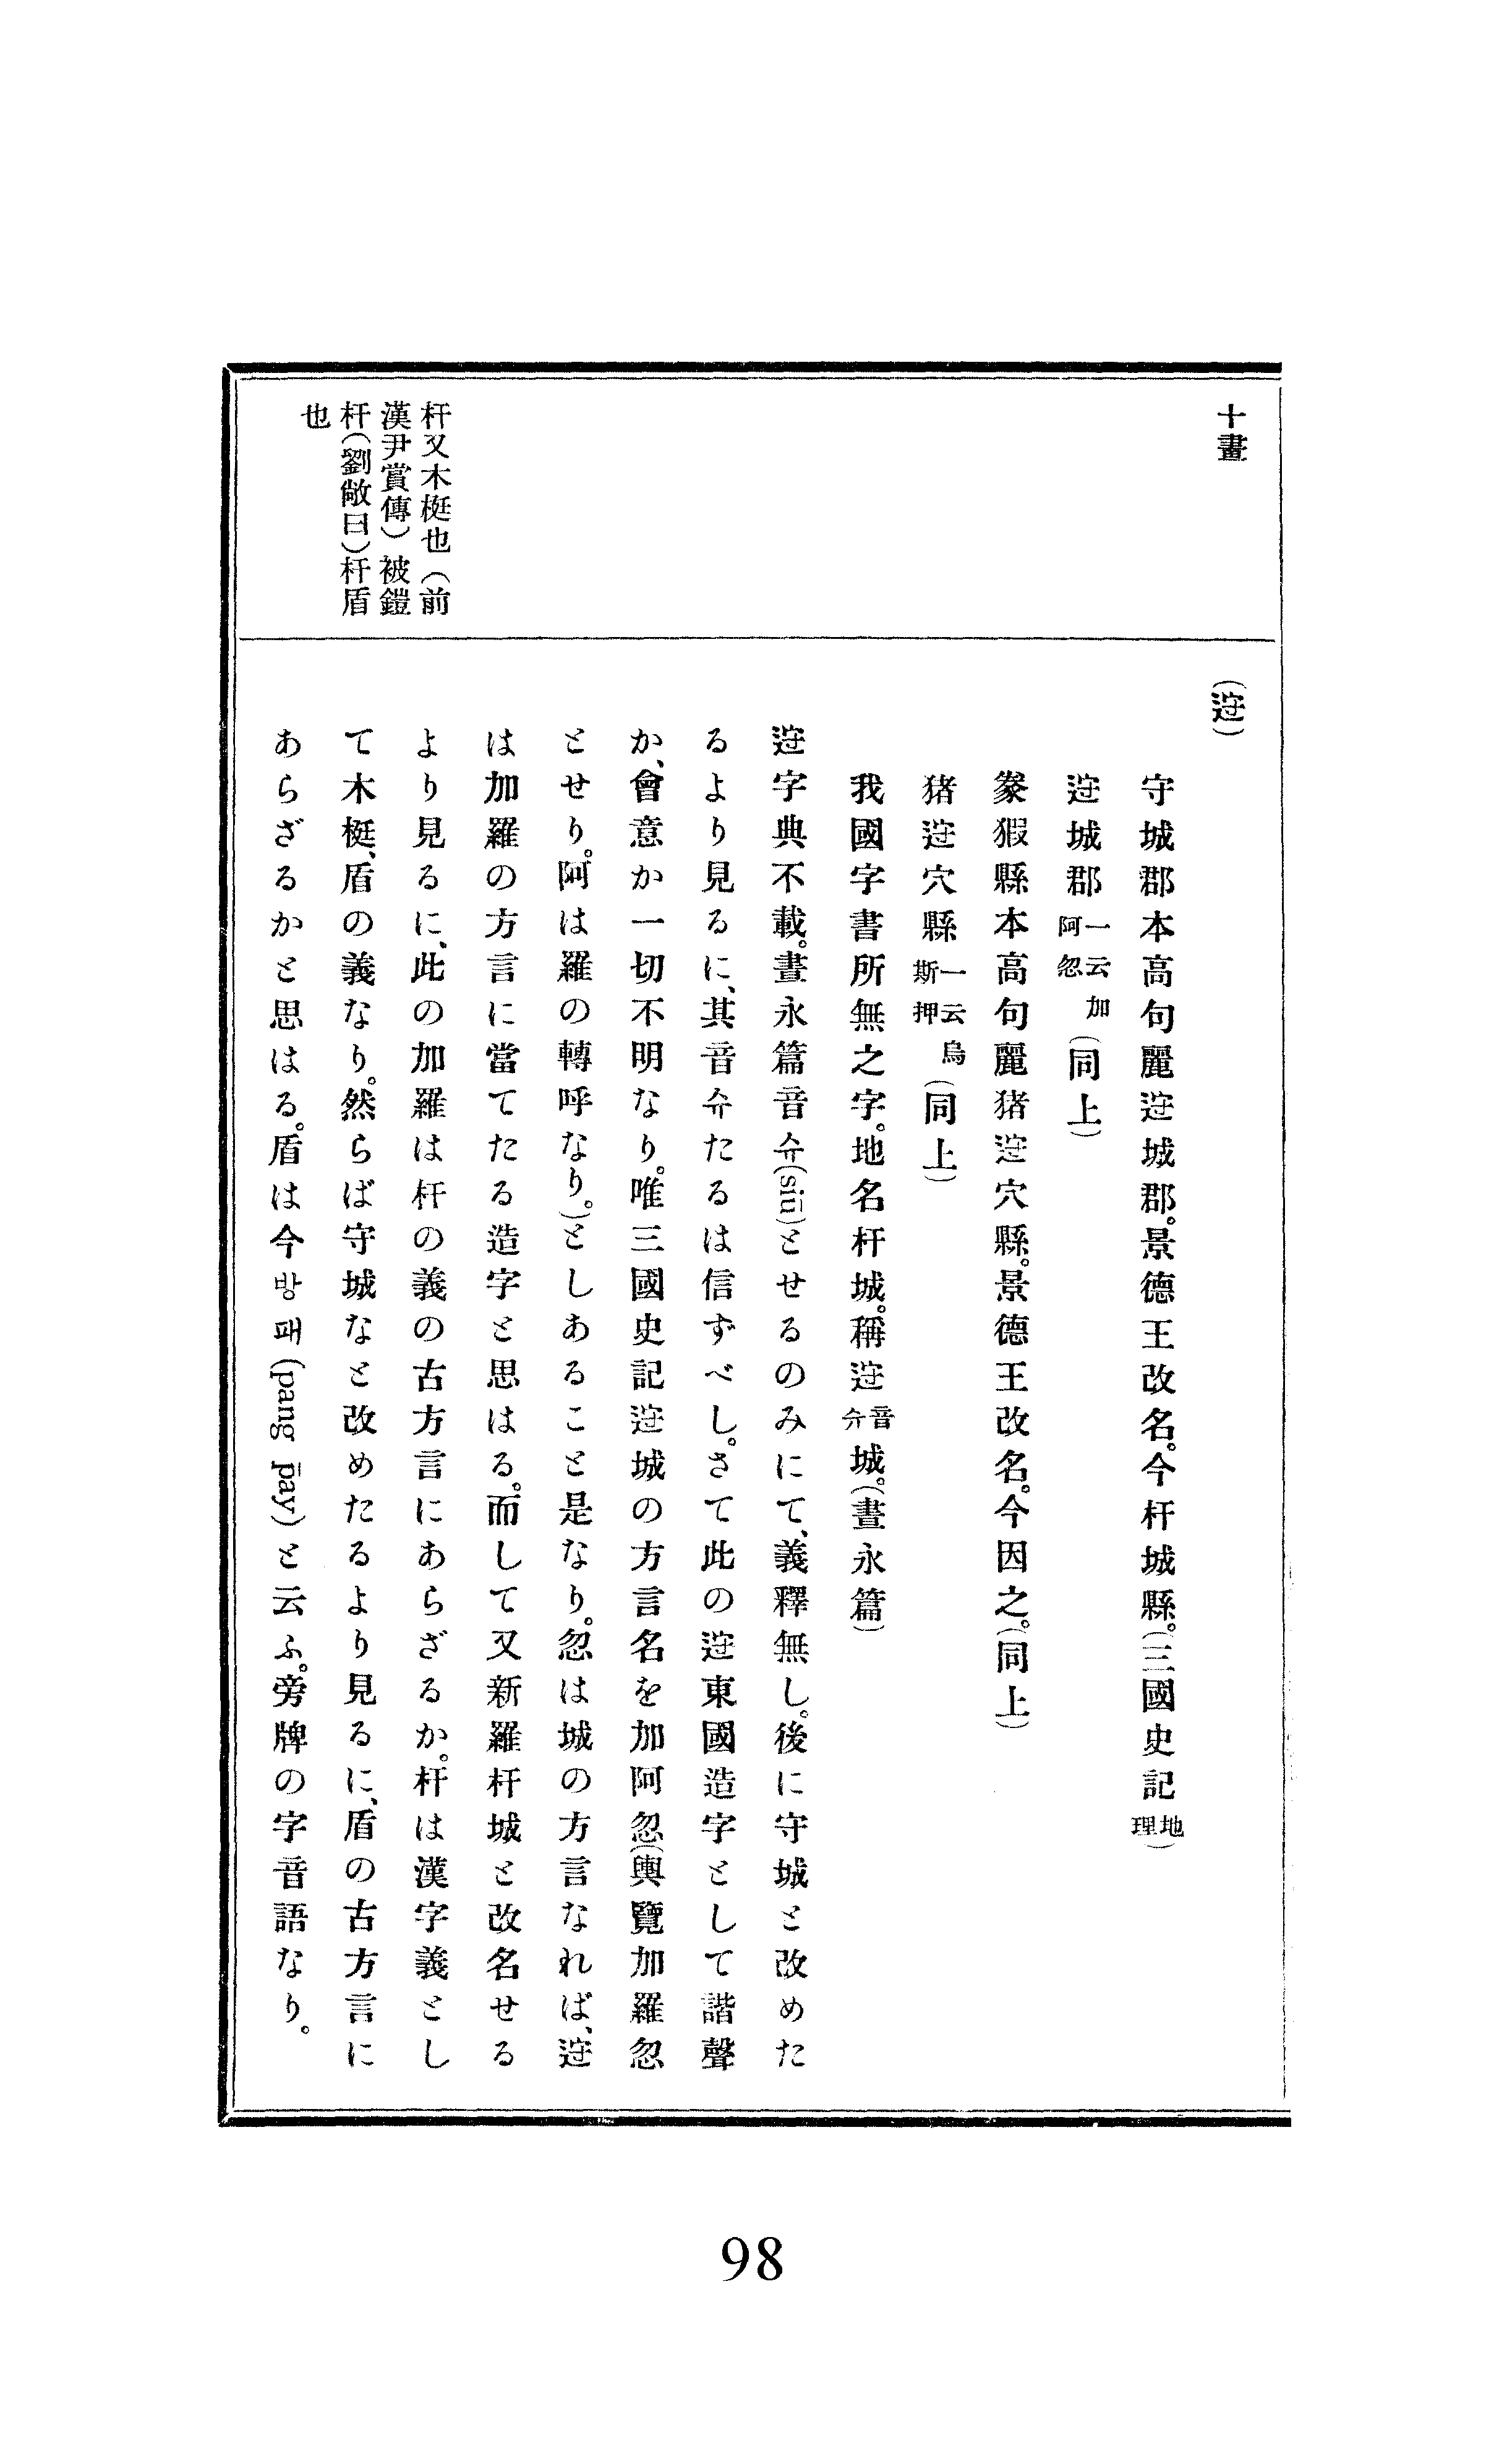 十畫
(䢘)
守城郡本高句麗䢘城郡。景德王改名。今杆城縣。(三國史記地理)
䢘城郡一云加阿忽(同上)
豢猳縣本高句麗猪䢘穴縣。景德王改名。今因之。(同上)
猪䢘穴縣一云烏斯押(同上)
我國字書所無之字。地名杆城。稱䢘音슈城。(晝永篇)
䢘字典不載。晝永篇音슈(siū)とせるのみにて、義釋無し。後に守城と改めた
るより見るに、其音슈たるは信ずべし。さて此の䢘東國造字として諧聲
か、會意か一切不明なり。唯三國史記䢘城の方言名を加阿忽(輿覽加羅忽
とせり。阿は羅の轉呼なり。)としあること是なり。忽は城の方言なれば、䢘
は加羅の方言に當てたる造字と思はる。而して又新羅杆城と改名せる
より見るに、此の加羅は杆の義の古方言にあらざるか。杆は漢字義とし
て木梃、盾の義なり。然らば守城なと改めたるより見るに、盾の古方言に
あらざるかと思はる。盾は今방패(pang pay)と云ふ。旁牌の字音語なり。
杆又木梃也(前
漢尹賞傳)被鎧
杆(劉敞曰)杆盾
也
98